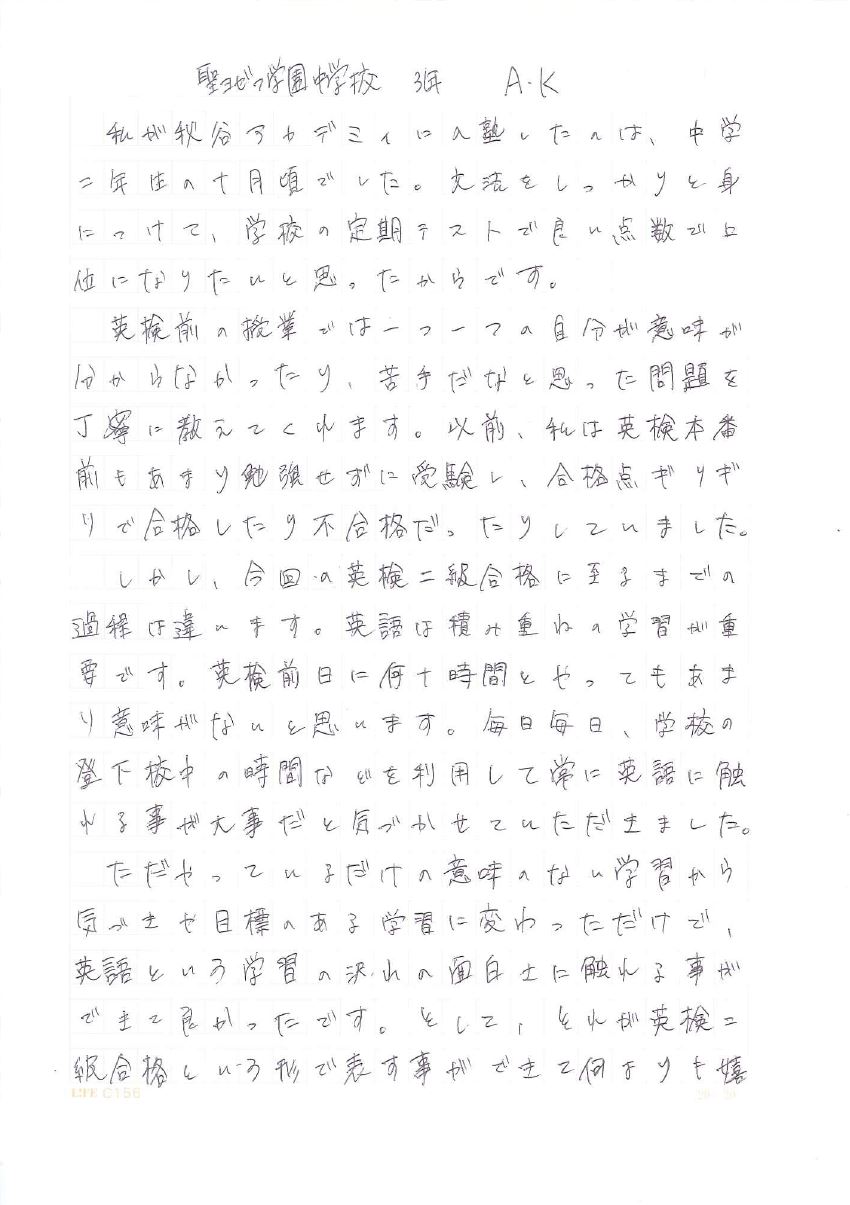 聖ヨゼフ学園中学校 3年 A・K
私が秋谷アカデミィに入塾したのは、中学
二年生の十月頃でした。文法をしっかりと身
につけて、学校の定期テストで良い点数で上
位になりたいと思ったからです。
英検前の授業では一つ一つの自分が意味が
分からなかったり、苦手だなと思った問題を
丁寧に教えてくれます。以前、私は英検本番
前もあまり勉強せずに受験し、合格点ぎりぎ
りで合格したり不合格だったりしていました。
しかし、今回の英検二級合格に至るまでの
過程は違います。英語は積み重ねの学習が重
要です。英検前日に何十時間とやってもあま
り意味がないと思います。毎日毎日、学校の
登下校中の時間などを利用して常に英語に触
れる事が大事だと気づかせていただきました。
ただやっているだけの意味のない学習から
気づきや目標のある学習に変わっただけで、
英語という学習の流れの面白士に触れる事が
できて良かったです。そして、それが英検二
級合格という形で表す事ができて何よりも嬉
LIFE C156
20 20